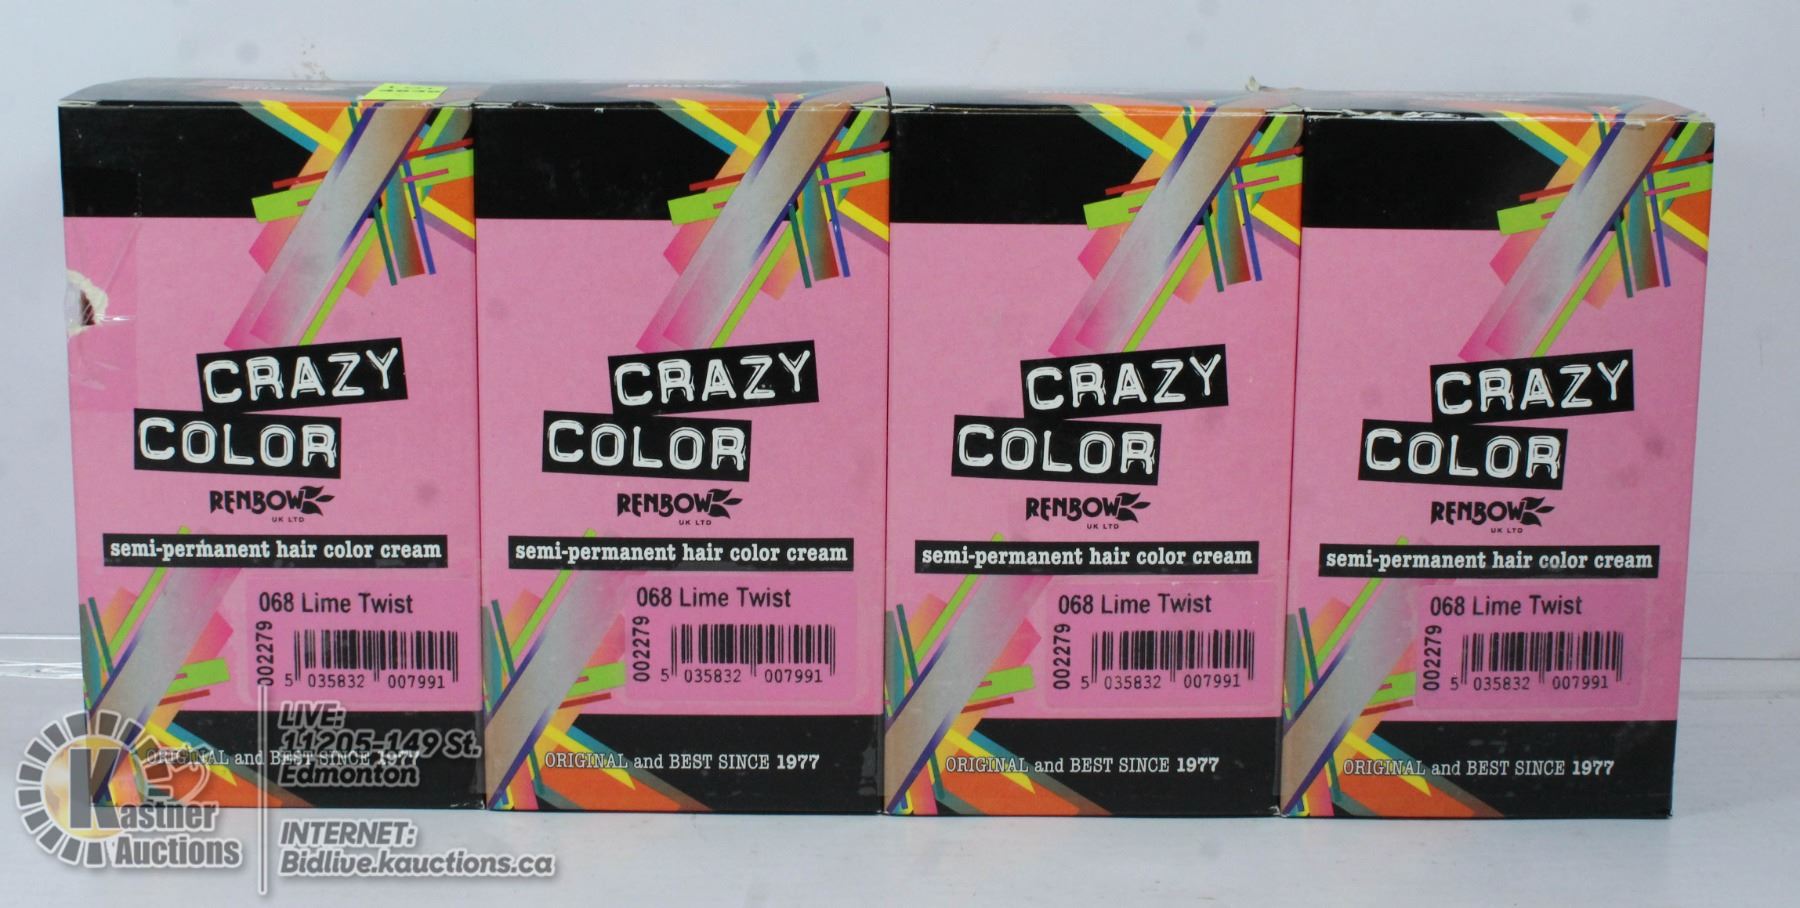 CRAZY
COLOR
RENBOW
UK LTD
semi-permanent hair color cream
068 Lime Twist
002279
5 035832 007991
ORIGINAL and BEST SINCE 1977
CRAZY
COLOR
RENBOW
UK LTD
semi-permanent hair color cream
068 Lime Twist
002279
5 035832 007991
ORIGINAL and BEST SINCE 1977
CRAZY
COLOR
RENBOW
UK LTD
semi-permanent hair color cream
068 Lime Twist
002279
5 035832 007991
ORIGINAL and BEST SINCE 1977
CRAZY
COLOR
RENBOW
UK LTD
semi-permanent hair color cream
068 Lime Twist
002279
5 035832 007991
ORIGINAL and BEST SINCE 1977
Kastner
Auctions
LIVE:
11205-149 St.
Edmonton
INTERNET:
Bidlive.kauctions.ca